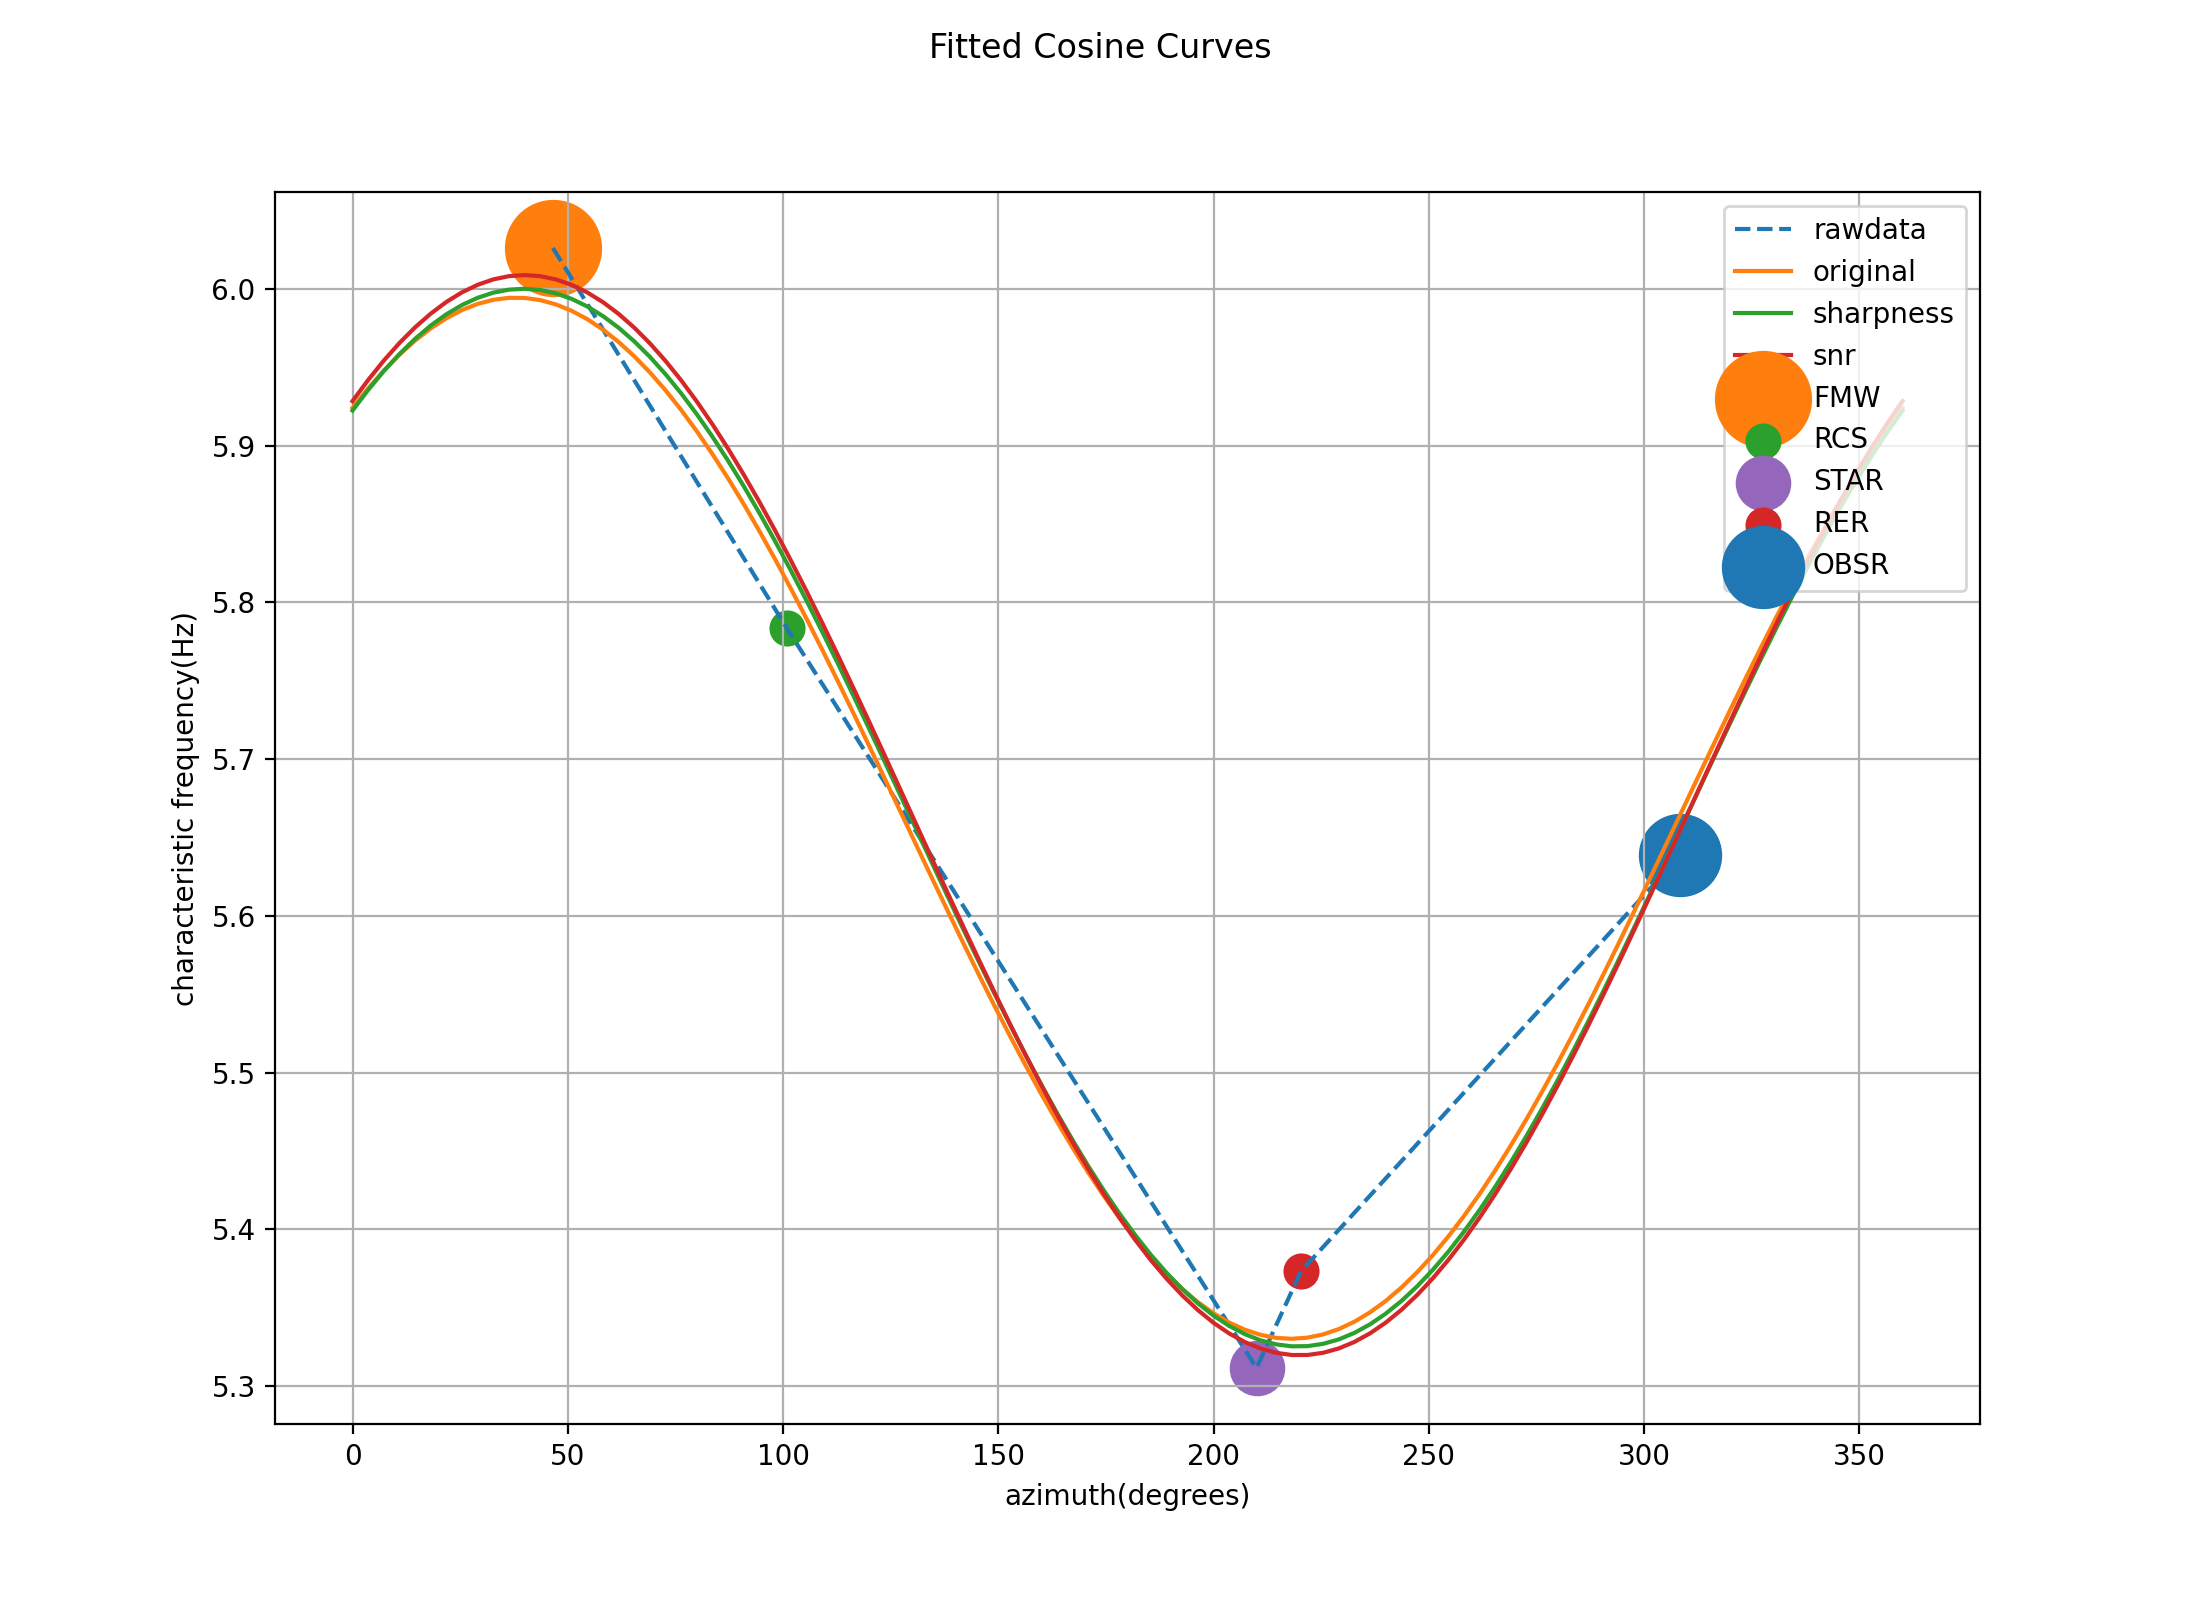 Fitted Cosine Curves
characteristic frequency(Hz)
6.0
5.9
5.8
5.7
5.6
5.5
5.4
5.3
rawdata
original
sharpness
snr
FMW
RCS
STAR
RER
OBSR
0 50 100 150 200 250 300 350
azimuth(degrees)